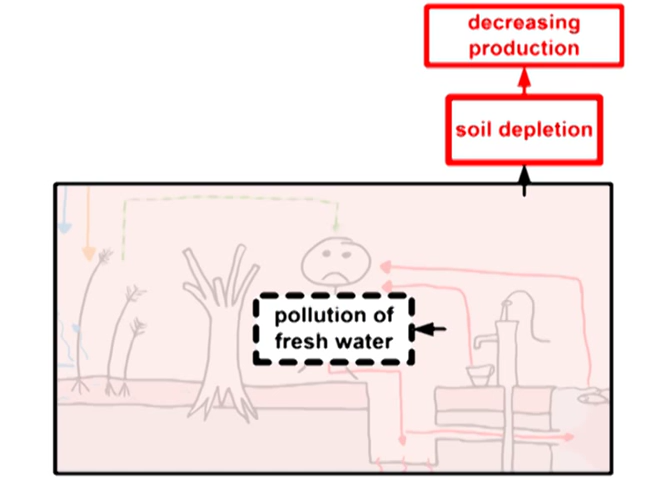 decreasing
production
soil depletion
pollution of
fresh water